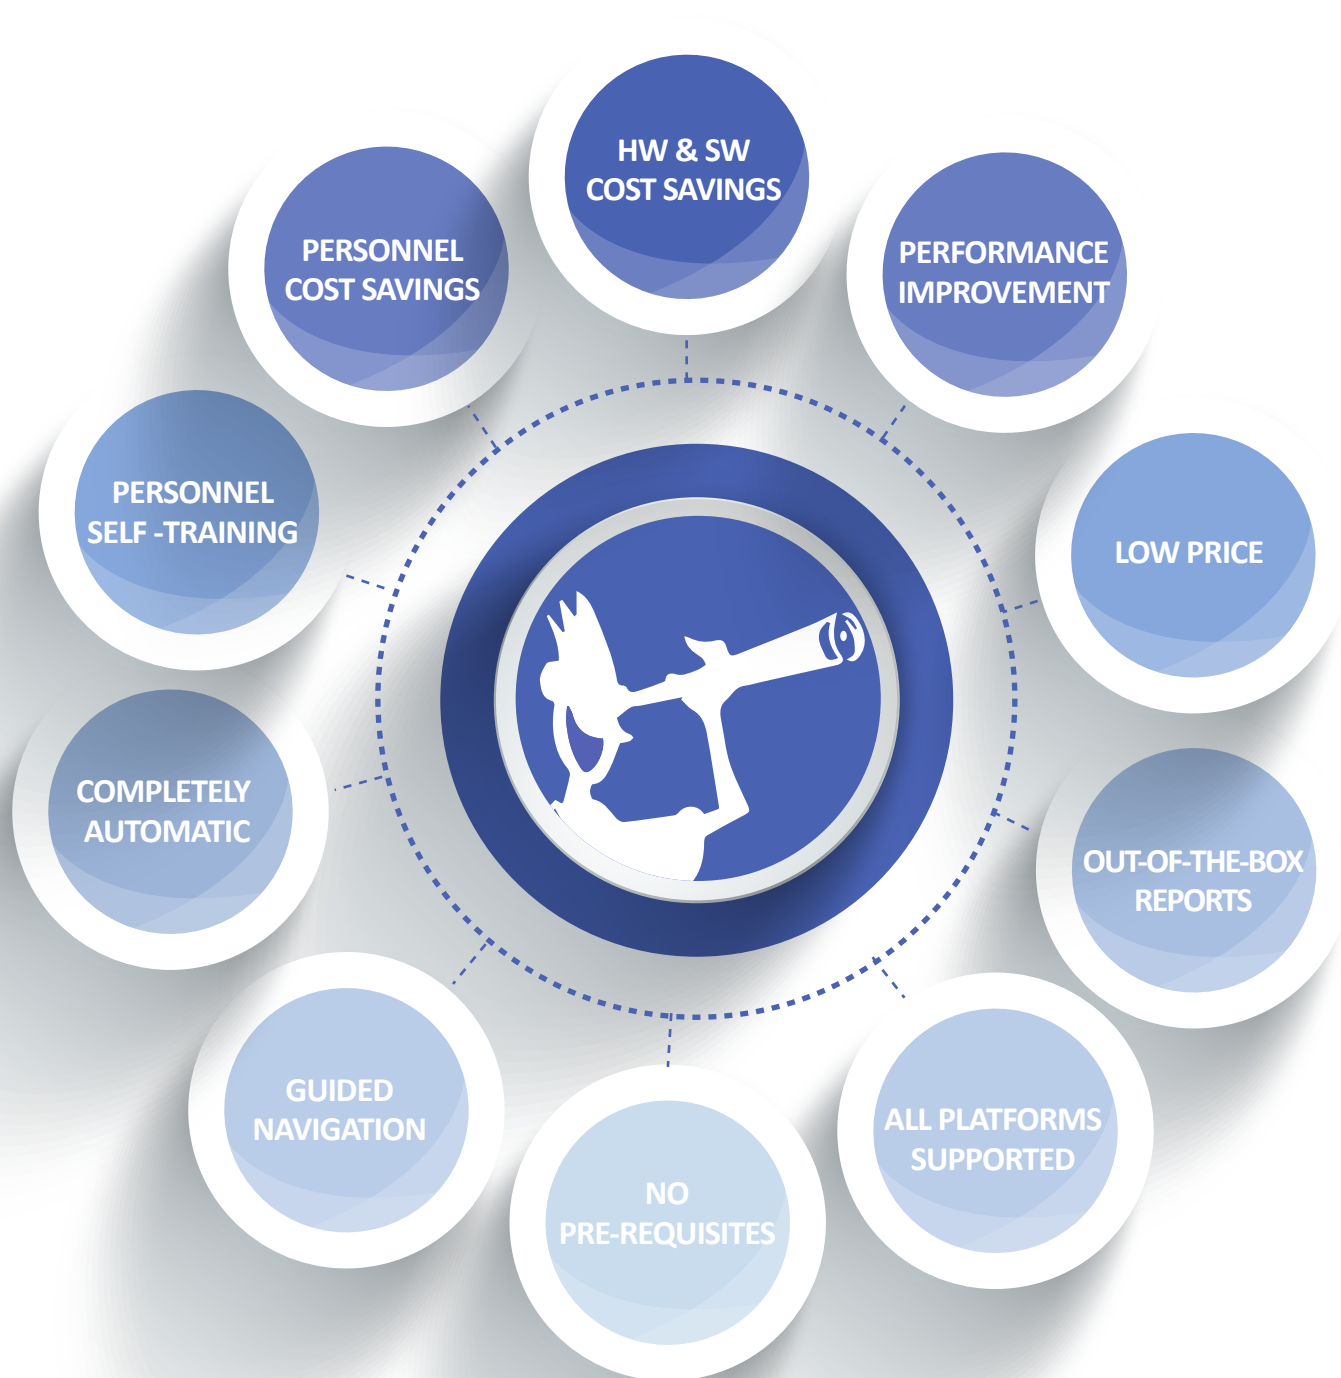 HW & SW
COST SAVINGS
PERFORMANCE
IMPROVEMENT
LOW PRICE
OUT-OF-THE-BOX
REPORTS
ALL PLATFORMS
SUPPORTED
NO
PRE-REQUISITES
GUIDED
NAVIGATION
COMPLETELY
AUTOMATIC
PERSONNEL
SELF -TRAINING
PERSONNEL
COST SAVINGS